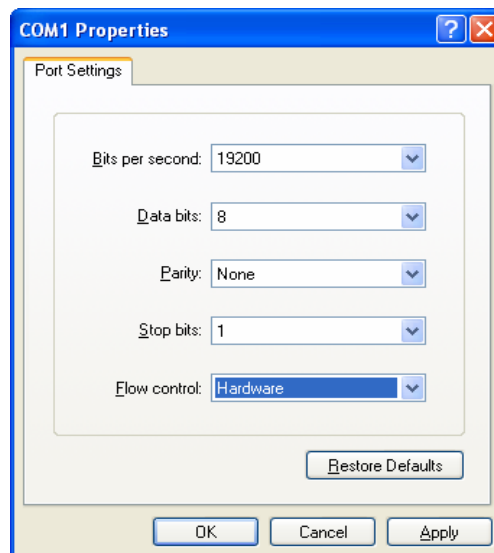 COM1 Properties
Port Settings
Bits per second: 19200
Data bits: 8
Parity: None
Stop bits: 1
Flow control: Hardware
Restore Defaults
OK Cancel Apply